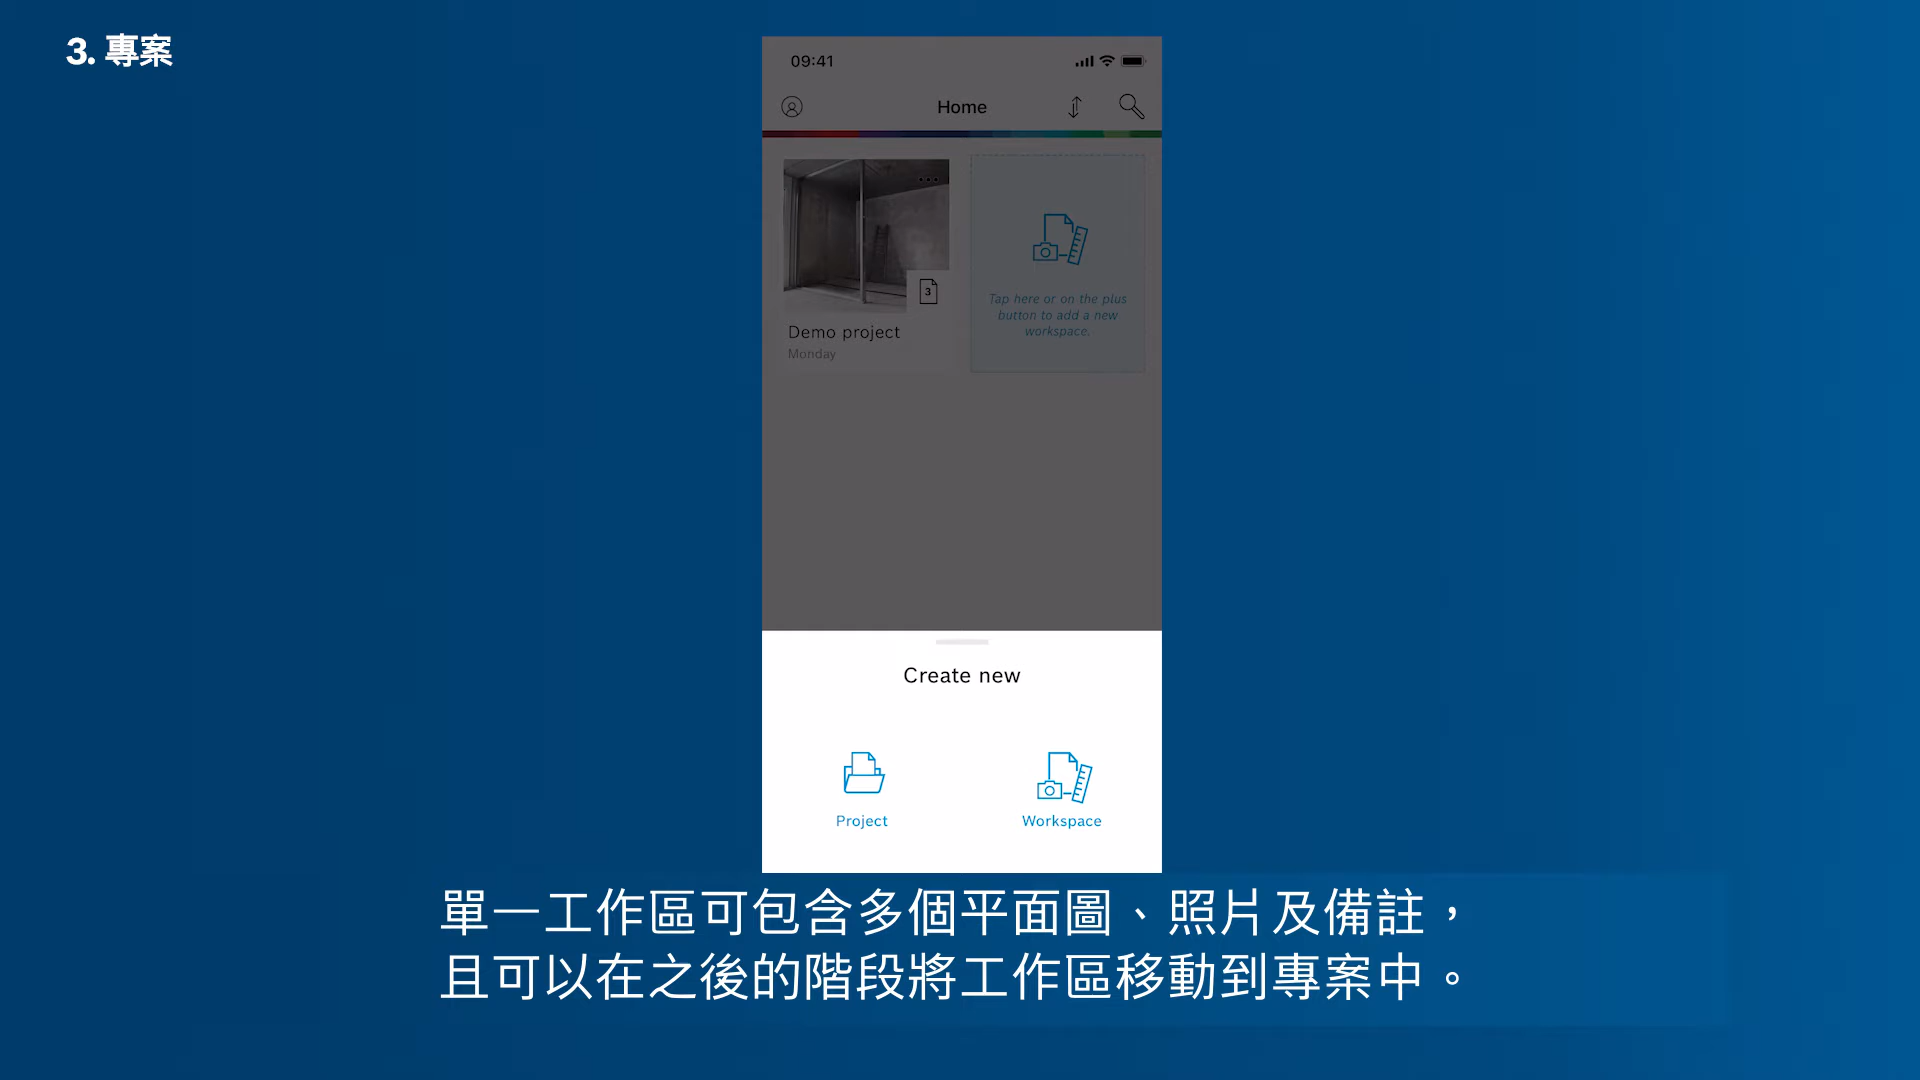 3. 專案
09:41
Home
3
Demo project
Monday
Tap here or on the plus
button to add a new
workspace.
Create new
Project
Workspace
單一工作區可包含多個平面圖、照片及備註，
且可以在之後的階段將工作區移動到專案中。